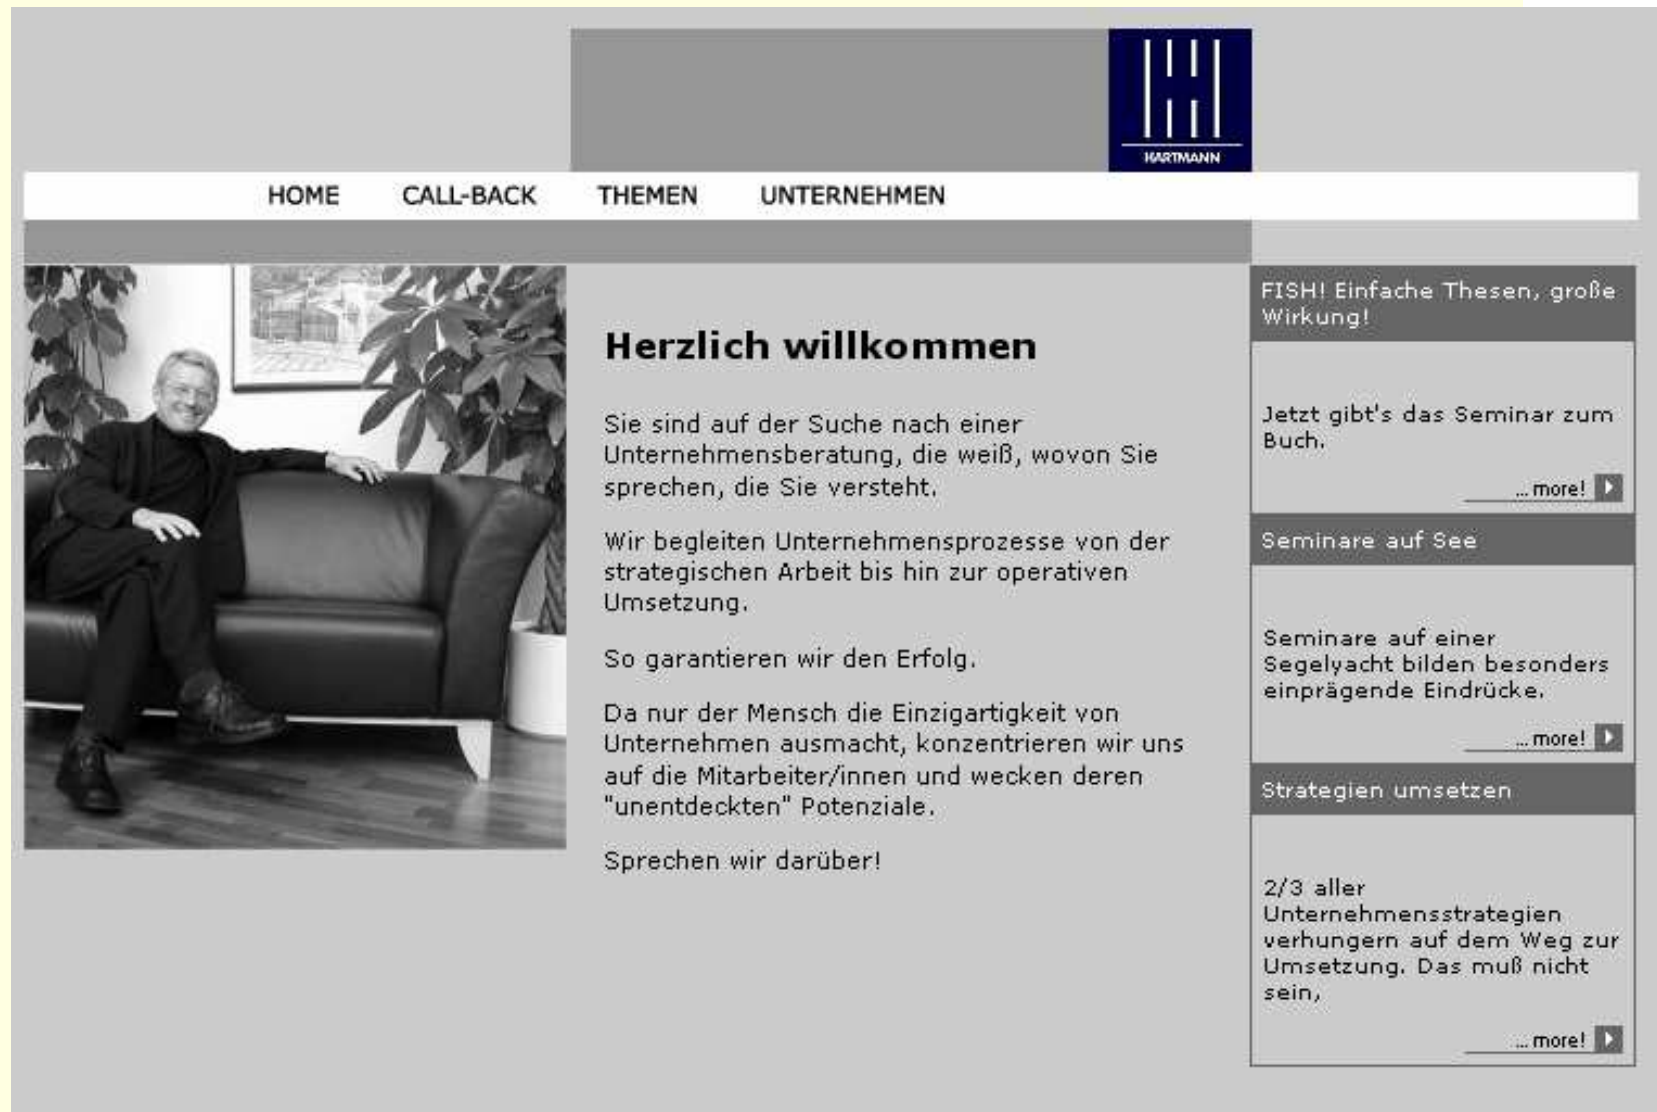 HARTMANN
HOME CALL-BACK THEMEN UNTERNEHMEN
Herzlich willkommen
Sie sind auf der Suche nach einer
Unternehmensberatung, die weiß, wovon Sie
sprechen, die Sie versteht.
Wir begleiten Unternehmensprozesse von der
strategischen Arbeit bis hin zur operativen
Umsetzung.
So garantieren wir den Erfolg.
Da nur der Mensch die Einzigartigkeit von
Unternehmen ausmacht, konzentrieren wir uns
auf die Mitarbeiter/innen und wecken deren
"unentdeckten" Potenziale.
Sprechen wir darüber!
FISH! Einfache Thesen, große
Wirkung!
Jetzt gibt's das Seminar zum
Buch.
... more!
Seminare auf See
Seminare auf einer
Segelyacht bilden besonders
einprägende Eindrücke.
... more!
Strategien umsetzen
2/3 aller
Unternehmensstrategien
verhungern auf dem Weg zur
Umsetzung. Das muß nicht
sein,
... more!